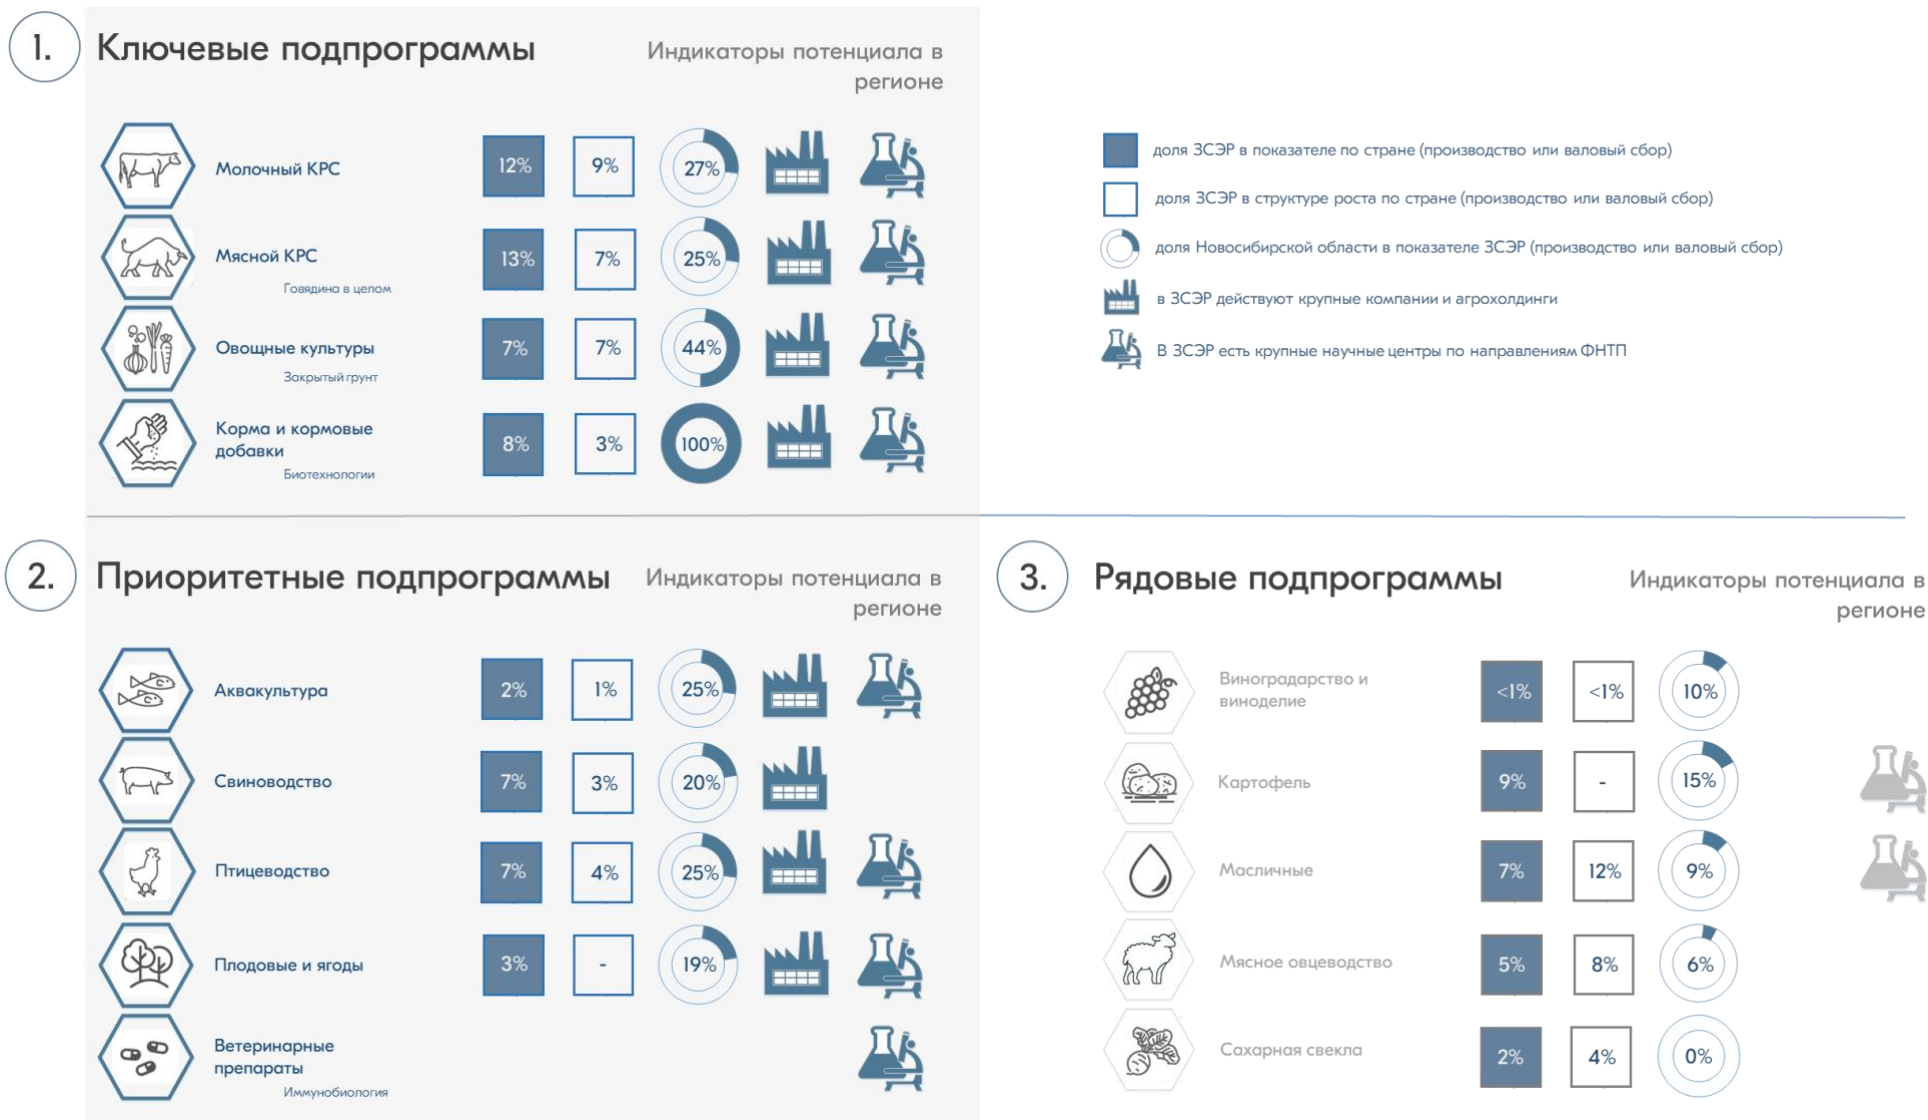 1.
Ключевые подпрограммы
Индикаторы потенциала в
регионе
Молочный КРС
12%
9%
27%
Мясной КРС
Говядина в целом
13%
7%
25%
Овощные культуры
Закрытый грунт
7%
7%
44%
Корма и кормовые
добавки
Биотехнологии
8%
3%
100%
доля ЗСЭР в показателе по стране (производство или валовый сбор)
доля ЗСЭР в структуре роста по стране (производство или валовый сбор)
доля Новосибирской области в показателе ЗСЭР (производство или валовый сбор)
в ЗСЭР действуют крупные компании и агрохолдинги
В ЗСЭР есть крупные научные центры по направлениям ФНТП
2.
Приоритетные подпрограммы
Индикаторы потенциала в
регионе
Аквакультура
2%
1%
25%
Свиноводство
7%
3%
20%
Птицеводство
7%
4%
25%
Плодовые и ягоды
3%
-
19%
Ветеринарные
препараты
Иммунобиология
3.
Рядовые подпрограммы
Индикаторы потенциала в
регионе
Виноградарство и
виноделие
<1%
<1%
10%
Картофель
9%
-
15%
Масличные
7%
12%
9%
Мясное овцеводство
5%
8%
6%
Сахарная свекла
2%
4%
0%